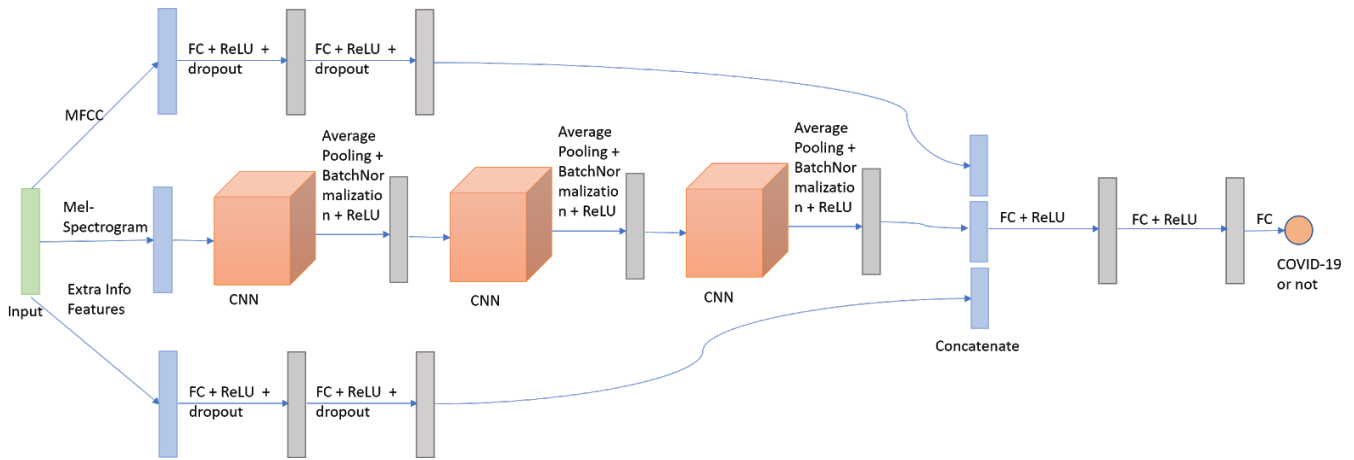 FC + ReLU +
dropout
FC + ReLU +
dropout
MFCC
Average
Pooling +
BatchNor
malizatio
n + ReLU
Average
Pooling +
BatchNor
malizatio
n + ReLU
Average
Pooling +
BatchNor
malizatio
n + ReLU
Mel-
Spectrogram
FC + ReLU
FC + ReLU
FC
Extra Info
Features
Input
CNN
CNN
CNN
COVID-19
or not
Concatenate
FC + ReLU +
dropout
FC + ReLU +
dropout